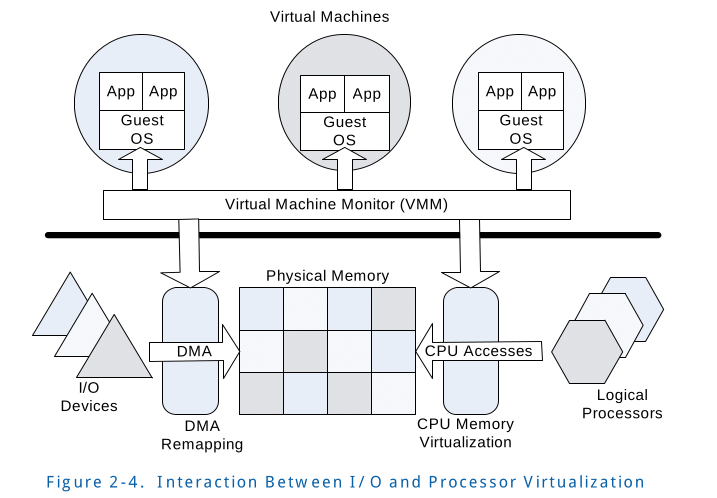 Virtual Machines
App App
Guest
OS
App App
Guest
OS
App App
Guest
OS
Virtual Machine Monitor (VMM)
Physical Memory
DMA
CPU Accesses
I/O
Devices
DMA
Remapping
CPU Memory
Virtualization
Logical
Processors
Figure 2-4. Interaction Between I/O and Processor Virtualization